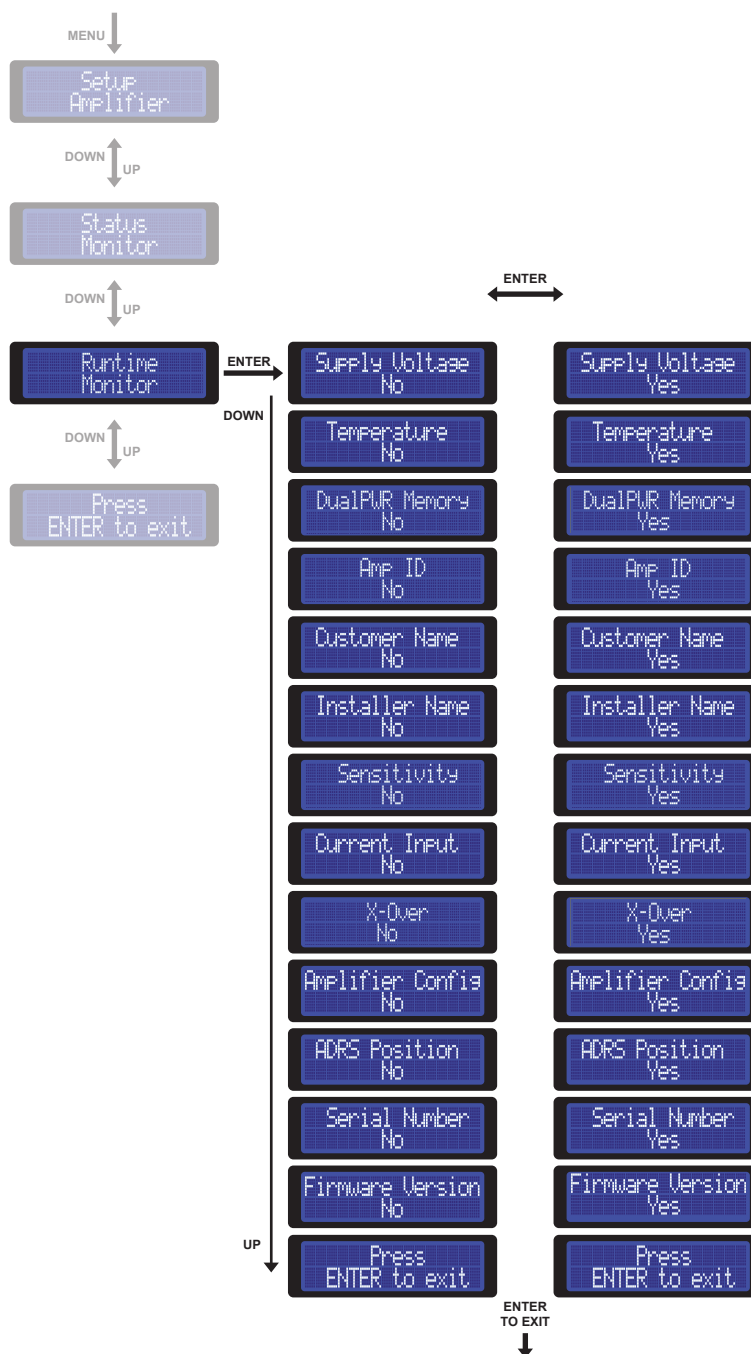 MENU
Setup
Amplifier
DOWN
UP
Status
Monitor
DOWN
UP
ENTER
Runtime
Monitor
ENTER
DOWN
DOWN
UP
Press
ENTER to exit
Supply Voltage
No
Supply Voltage
Yes
Temperature
No
Temperature
Yes
DualPWR Memory
No
DualPWR Memory
Yes
Amp ID
No
Amp ID
Yes
Customer Name
No
Customer Name
Yes
Installer Name
No
Installer Name
Yes
Sensitivity
No
Sensitivity
Yes
Current Input
No
Current Input
Yes
X-Over
No
X-Over
Yes
Amplifier Config
No
Amplifier Config
Yes
ADRS Position
No
ADRS Position
Yes
Serial Number
No
Serial Number
Yes
Firmware Version
No
Firmware Version
Yes
UP
Press
ENTER to exit
Press
ENTER to exit
ENTER
TO EXIT